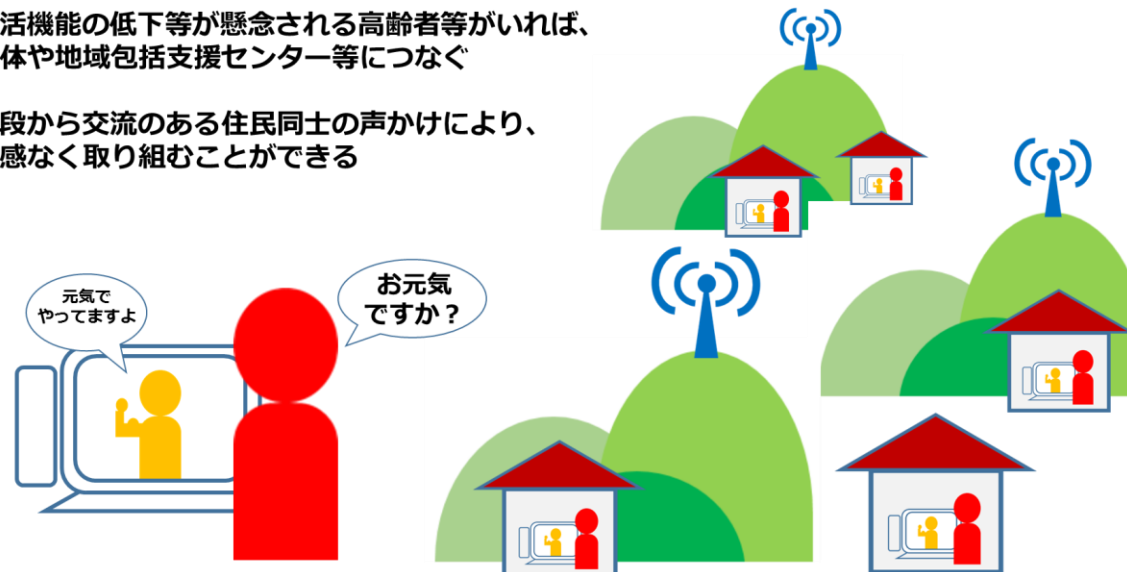 活機能の低下等が懸念される高齢者等がいれば、
体や地域包括支援センター等につなぐ
段から交流のある住民同士の声かけにより、
感なく取り組むことができる
元気で
やってますよ
お元気
ですか？